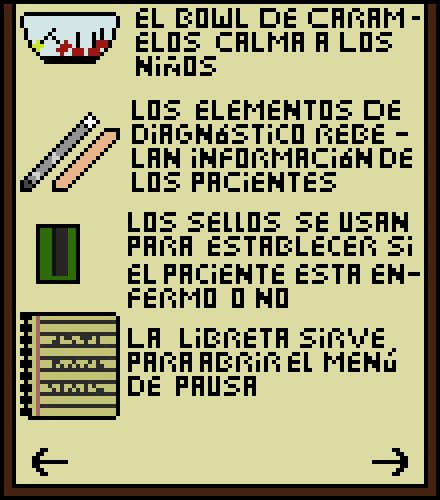 EL BOWL DE CARAM-
ELOS CALMA A LOS
NiÑOS
LOS ELEMENTOS DE
DiAGNóSTiCO REBE-
LAN iNFORMACióN DE
LOS PACiENTES
LOS SELLOS SE USAN
PARA ESTABLECER Si
EL PACiENTE ESTA EN-
FERMO O NO
LA LiBRETA SiRVE
PARA ABRiR EL MENú
DE PAUSA